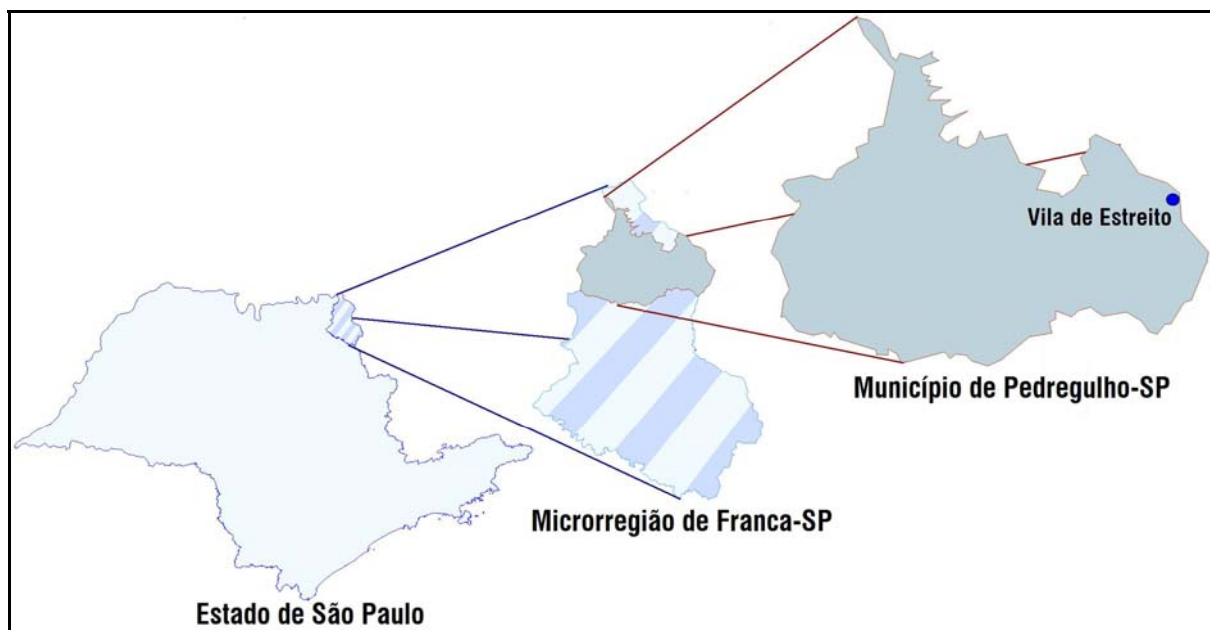 Vila de Estreito
Município de Pedregulho-SP
Microrregião de Franca-SP
Estado de São Paulo